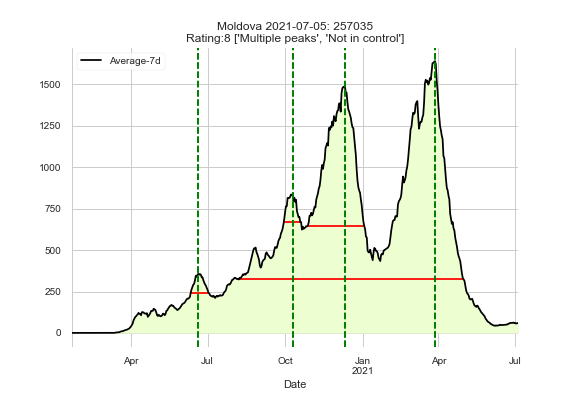 Moldova 2021-07-05: 257035
Rating:8 ['Multiple peaks', 'Not in control']
Average-7d
1500
1250
1000
750
500
250
0
Apr
Jul
Oct
Jan
2021
Apr
Jul
Date